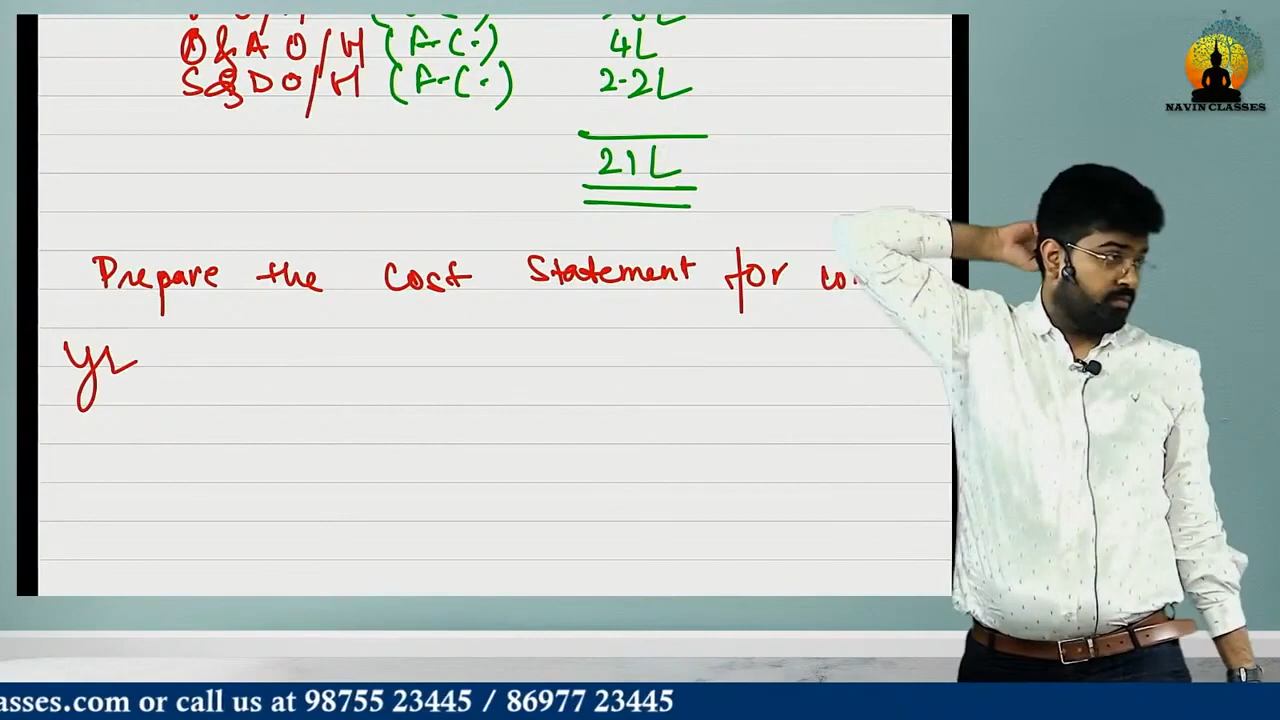 O & A O/H (F.C.) 4L
S & D O/H (F.C.) 2.2L
21L
Prepare the Cost Statement for
yr
NAVIN CLASSES
asses.com or call us at 98755 23445 / 86977 23445